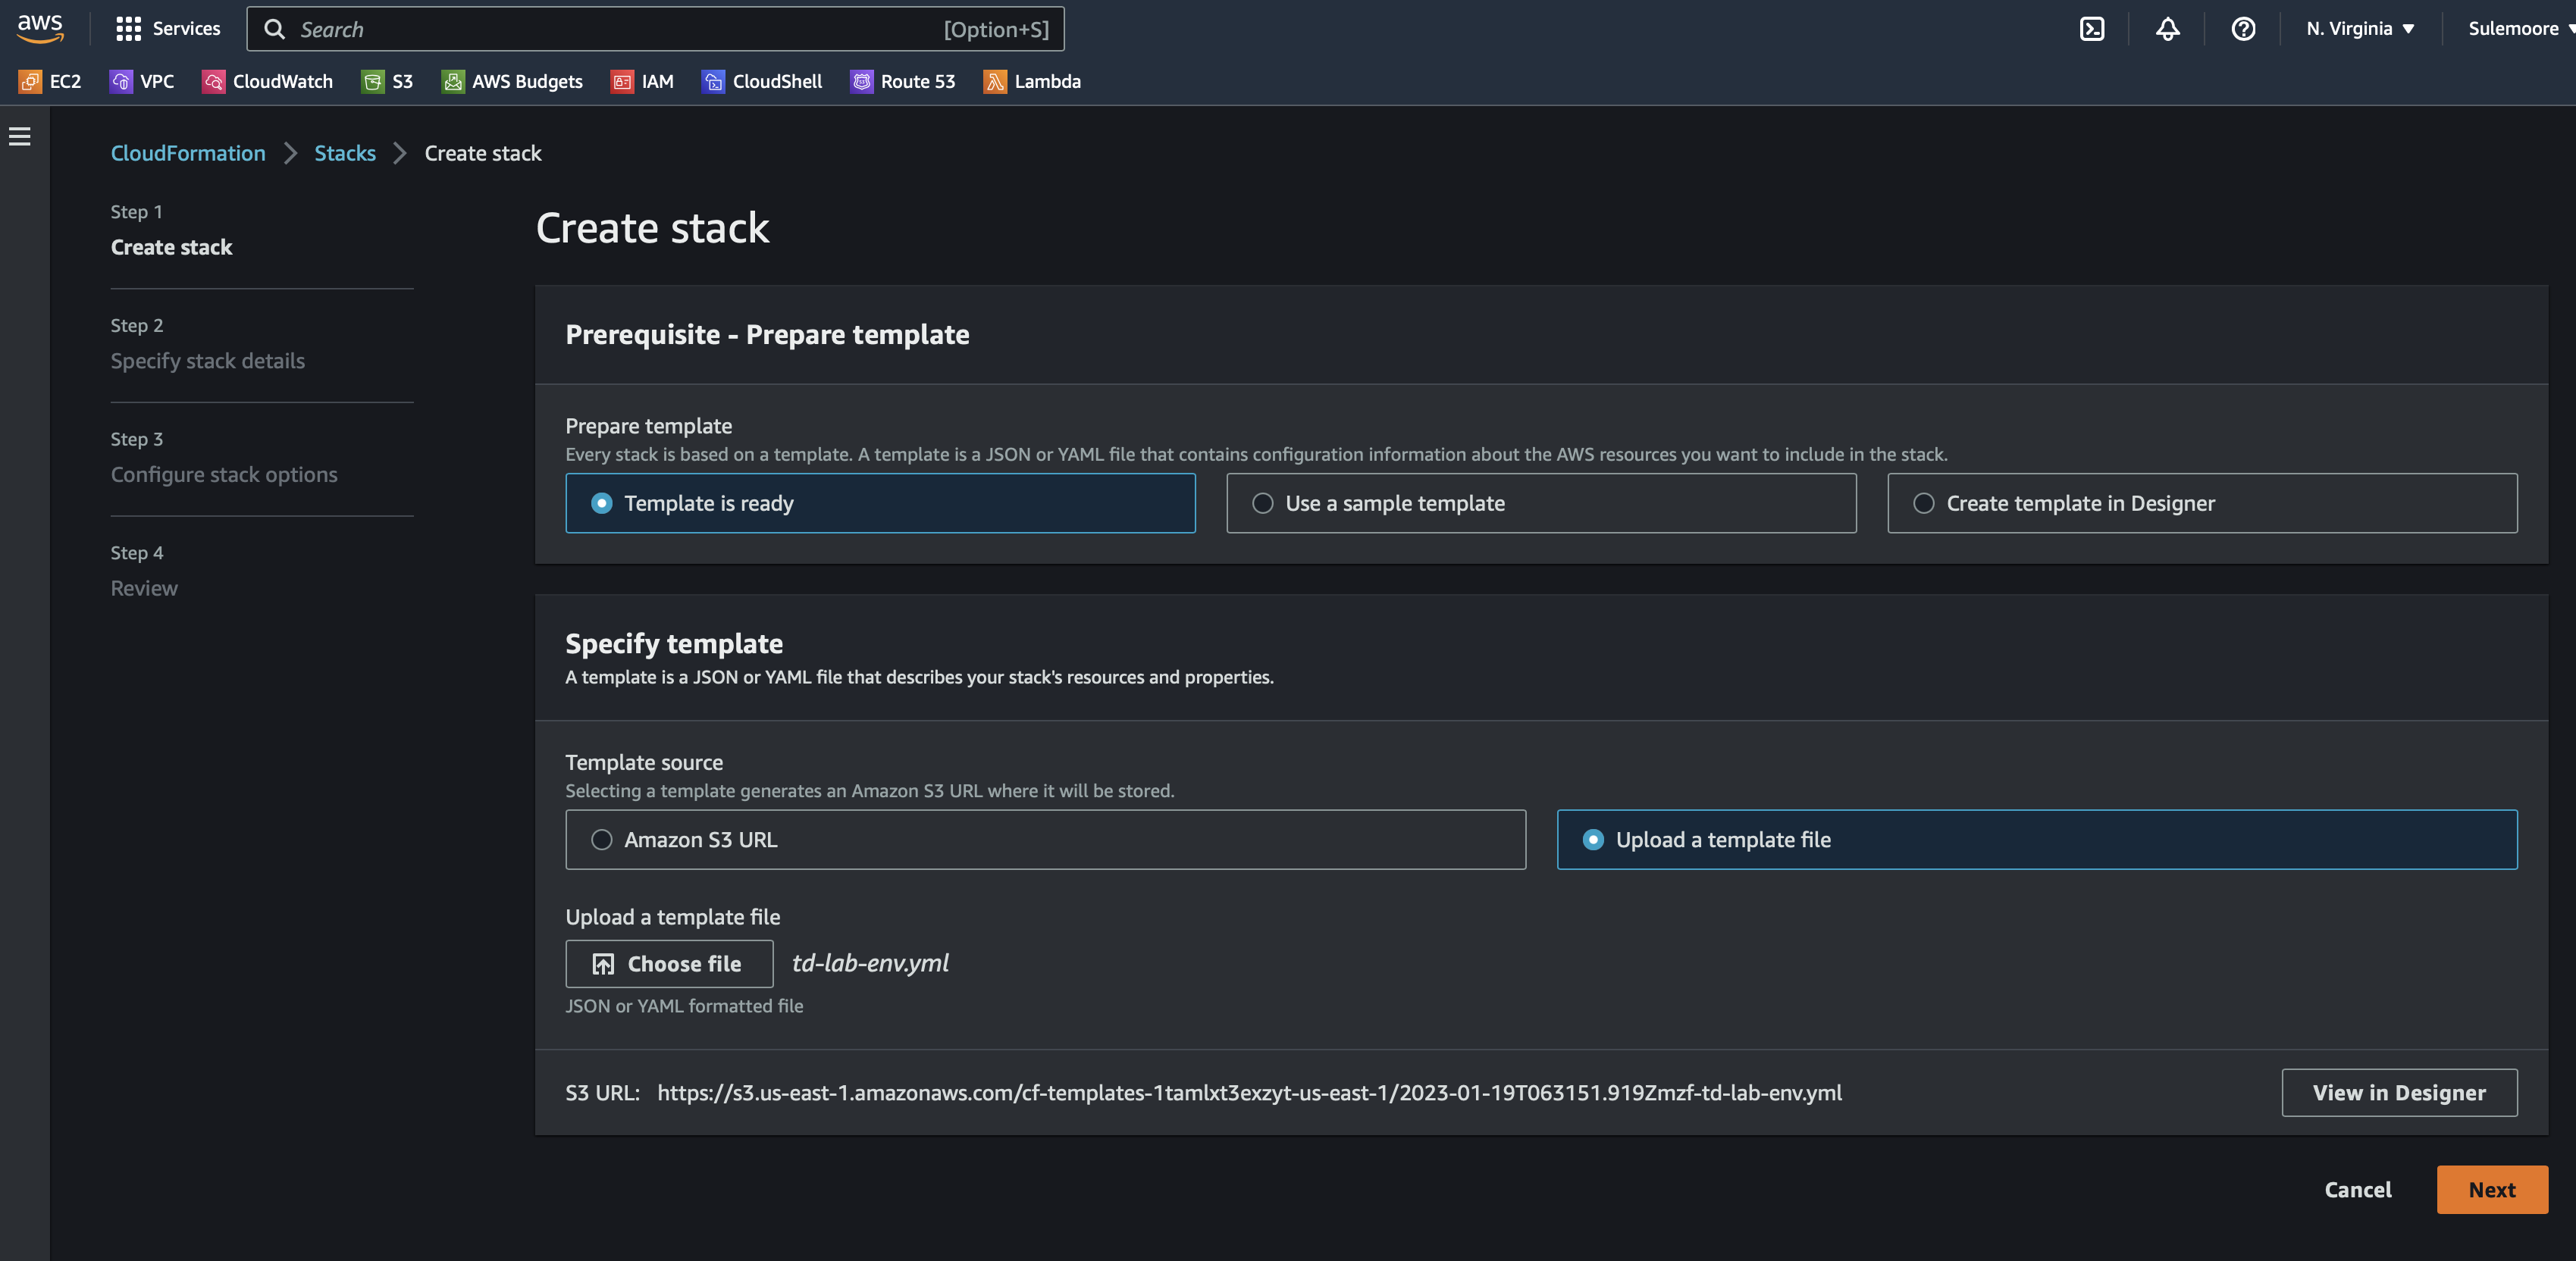 aws
Services
Search [Option+S]
N. Virginia
Sulemoore
EC2 VPC CloudWatch S3 AWS Budgets IAM CloudShell Route 53 Lambda
CloudFormation Stacks Create stack
Step 1
Create stack
Step 2
Specify stack details
Step 3
Configure stack options
Step 4
Review
Create stack
Prerequisite - Prepare template
Prepare template
Every stack is based on a template. A template is a JSON or YAML file that contains configuration information about the AWS resources you want to include in the stack.
Template is ready
Use a sample template
Create template in Designer
Specify template
A template is a JSON or YAML file that describes your stack's resources and properties.
Template source
Selecting a template generates an Amazon S3 URL where it will be stored.
Amazon S3 URL
Upload a template file
Upload a template file
Choose file td-lab-env.yml
JSON or YAML formatted file
S3 URL: https://s3.us-east-1.amazonaws.com/cf-templates-1tamlxt3exzyt-us-east-1/2023-01-19T063151.919Zmzf-td-lab-env.yml
View in Designer
Cancel Next